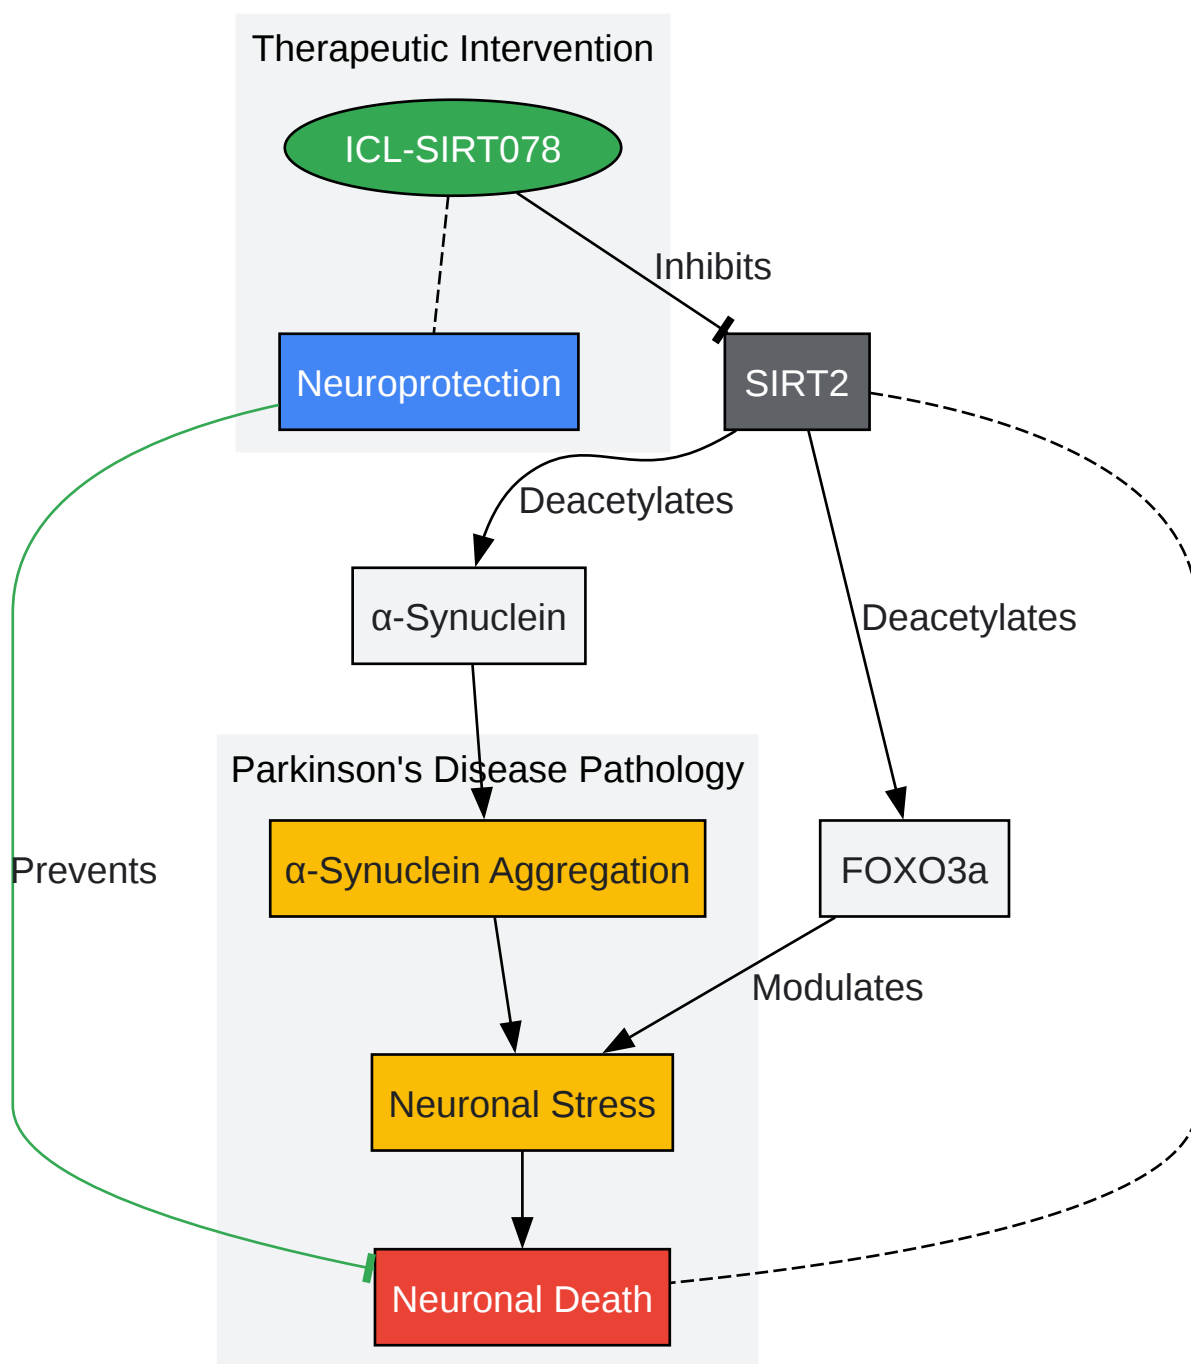 Therapeutic Intervention
ICL-SIRT078
Inhibits
Neuroprotection
SIRT2
Deacetylates
α-Synuclein
Deacetylates
Parkinson's Disease Pathology
Prevents
α-Synuclein Aggregation
FOXO3a
Modulates
Neuronal Stress
Neuronal Death